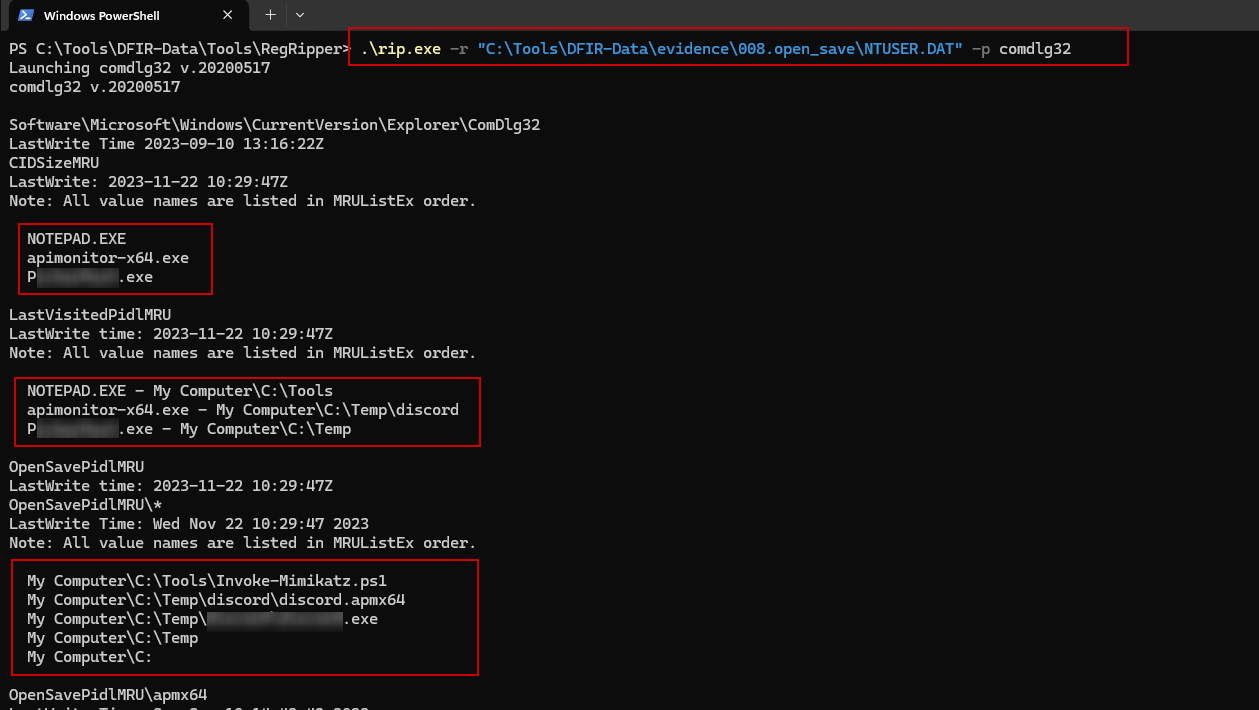 Windows PowerShell
PS C:\Tools\DFIR-Data\Tools\RegRipper> .\rip.exe -r "C:\Tools\DFIR-Data\evidence\008.open_save\NTUSER.DAT" -p comdlg32
Launching comdlg32 v.20200517
comdlg32 v.20200517
Software\Microsoft\Windows\CurrentVersion\Explorer\ComDlg32
LastWrite Time 2023-09-10 13:16:22Z
CIDSizeMRU
LastWrite: 2023-11-22 10:29:47Z
Note: All value names are listed in MRUListEx order.
NOTEPAD.EXE
apimonitor-x64.exe
P .exe
LastVisitedPidlMRU
LastWrite time: 2023-11-22 10:29:47Z
Note: All value names are listed in MRUListEx order.
NOTEPAD.EXE - My Computer\C:\Tools
apimonitor-x64.exe - My Computer\C:\Temp\discord
P .exe - My Computer\C:\Temp
OpenSavePidlMRU
LastWrite time: 2023-11-22 10:29:47Z
OpenSavePidlMRU\*
LastWrite Time: Wed Nov 22 10:29:47 2023
Note: All value names are listed in MRUListEx order.
My Computer\C:\Tools\Invoke-Mimikatz.ps1
My Computer\C:\Temp\discord\discord.apmx64
My Computer\C:\Temp\ .exe
My Computer\C:\Temp
My Computer\C:
OpenSavePidlMRU\apmx64